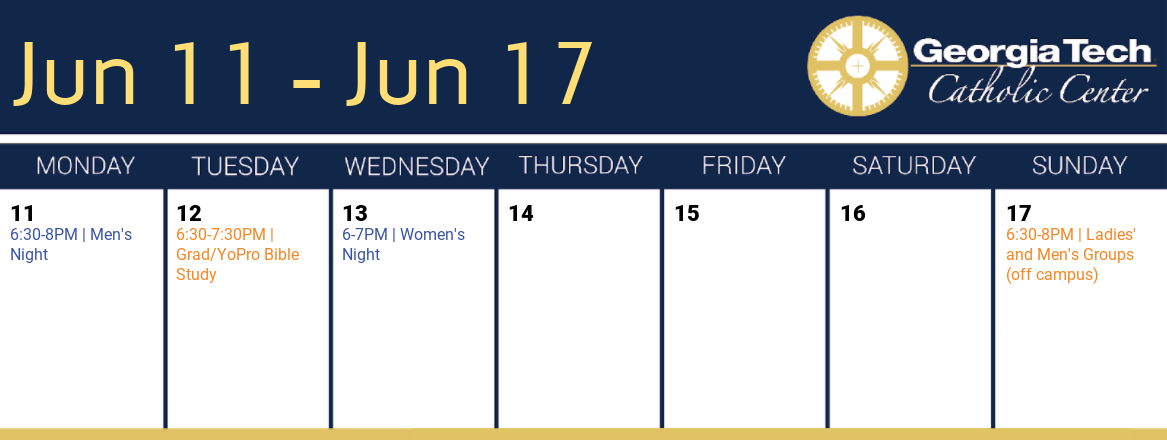 Jun 11 - Jun 17
Georgia Tech
Catholic Center
MONDAY TUESDAY WEDNESDAY THURSDAY FRIDAY SATURDAY SUNDAY
11
6:30-8PM | Men's
Night
12
6:30-7:30PM |
Grad/YoPro Bible
Study
13
6-7PM | Women's
Night
14
15
16
17
6:30-8PM | Ladies'
and Men's Groups
(off campus)